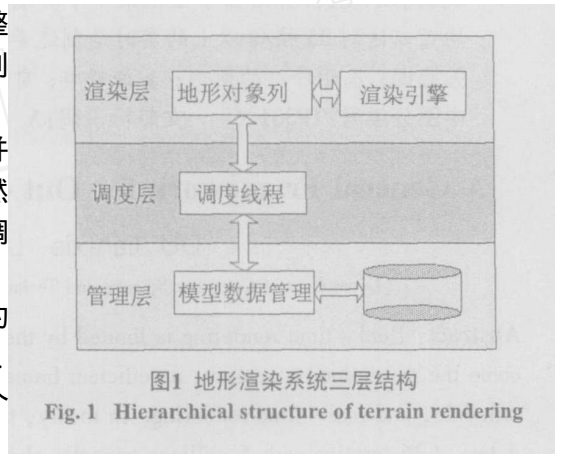 渲染层 地形对象列 渲染引擎
调度层 调度线程
管理层 模型数据管理
图1 地形渲染系统三层结构
Fig. 1 Hierarchical structure of terrain rendering